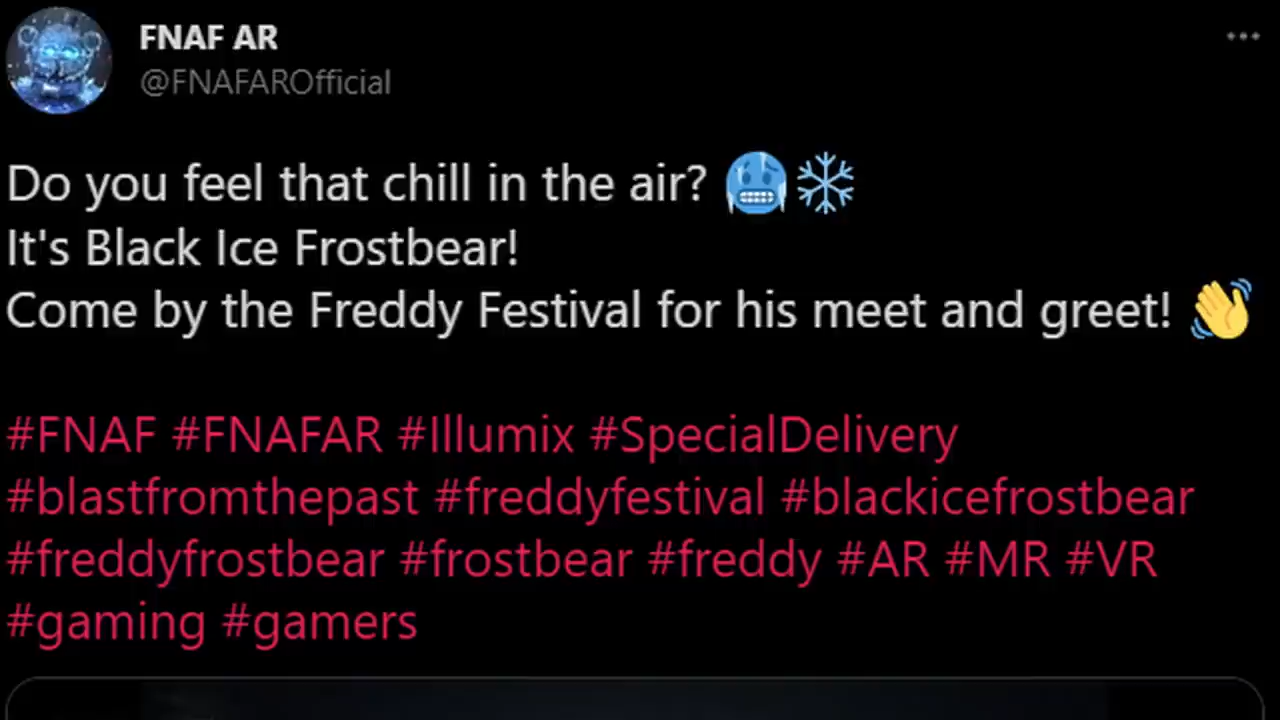 FNAF AR
@FNAFAROfficial
Do you feel that chill in the air? 🥶❄️
It's Black Ice Frostbear!
Come by the Freddy Festival for his meet and greet! 👋
#FNAF #FNAFAR #Illumix #SpecialDelivery
#blastfromthepast #freddyfestival #blackicefrostbear
#freddyfrostbear #frostbear #freddy #AR #MR #VR
#gaming #gamers